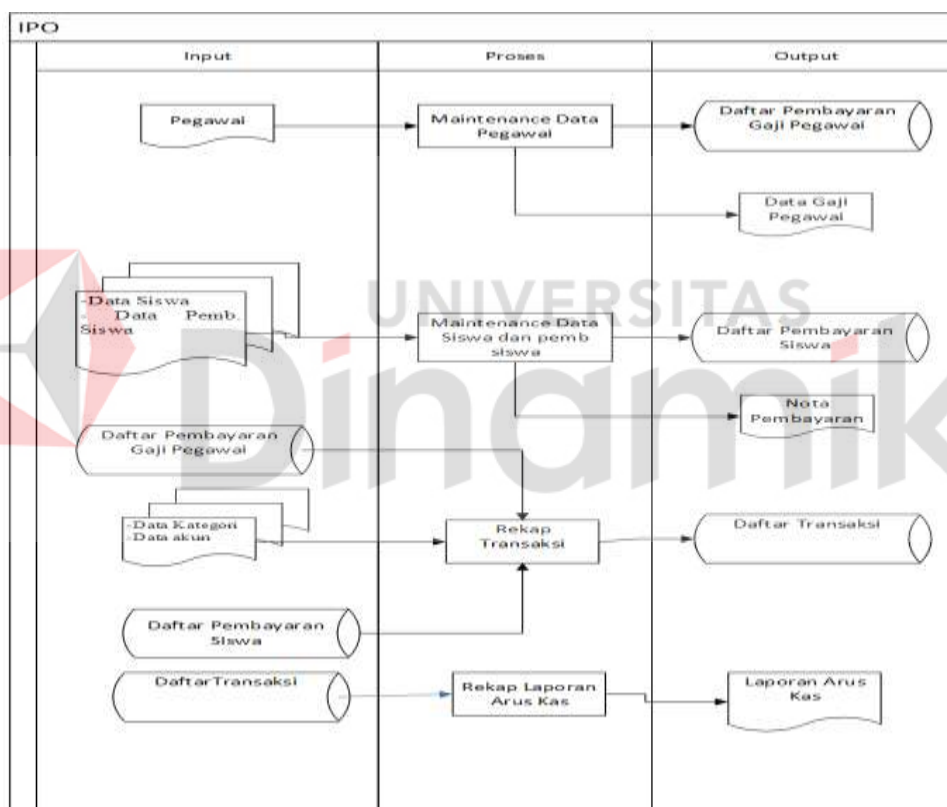 IPO
Input
Proses
Output
Pegawai
Maintenance Data
Pegawai
Daftar Pembayaran
Gaji Pegawai
Data Gaji
Pegawai
-Data Siswa
- Data Pemb.
Siswa
Maintenance Data
Siswa dan pemb
siswa
Daftar Pembayaran
Siswa
Nota
Pembayaran
Daftar Pembayaran
Gaji Pegawai
-Data Kategori
-Data akun
Rekap
Transaksi
Daftar Transaksi
Daftar Pembayaran
Siswa
DaftarTransaksi
Rekap Laporan
Arus Kas
Laporan Arus
Kas
UNIVERSITAS
Dinamik